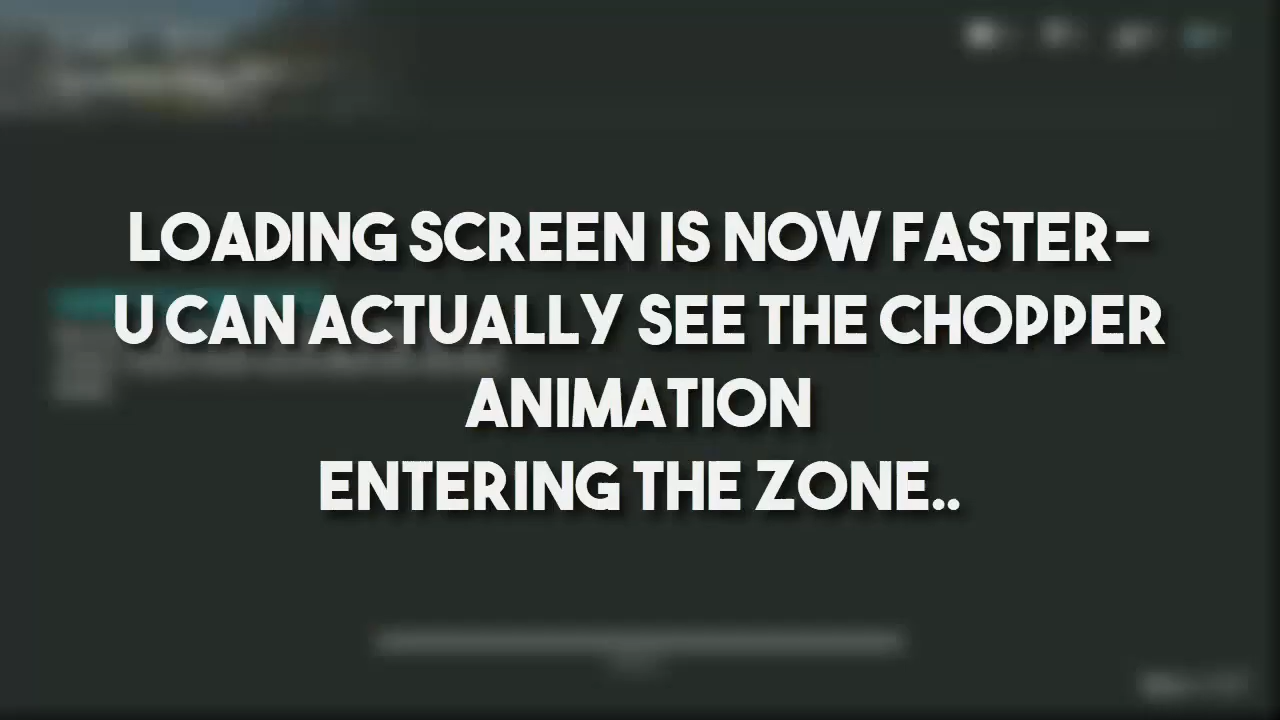 LOADING SCREEN IS NOW FASTER-
U CAN ACTUALLY SEE THE CHOPPER
ANIMATION
ENTERING THE ZONE..